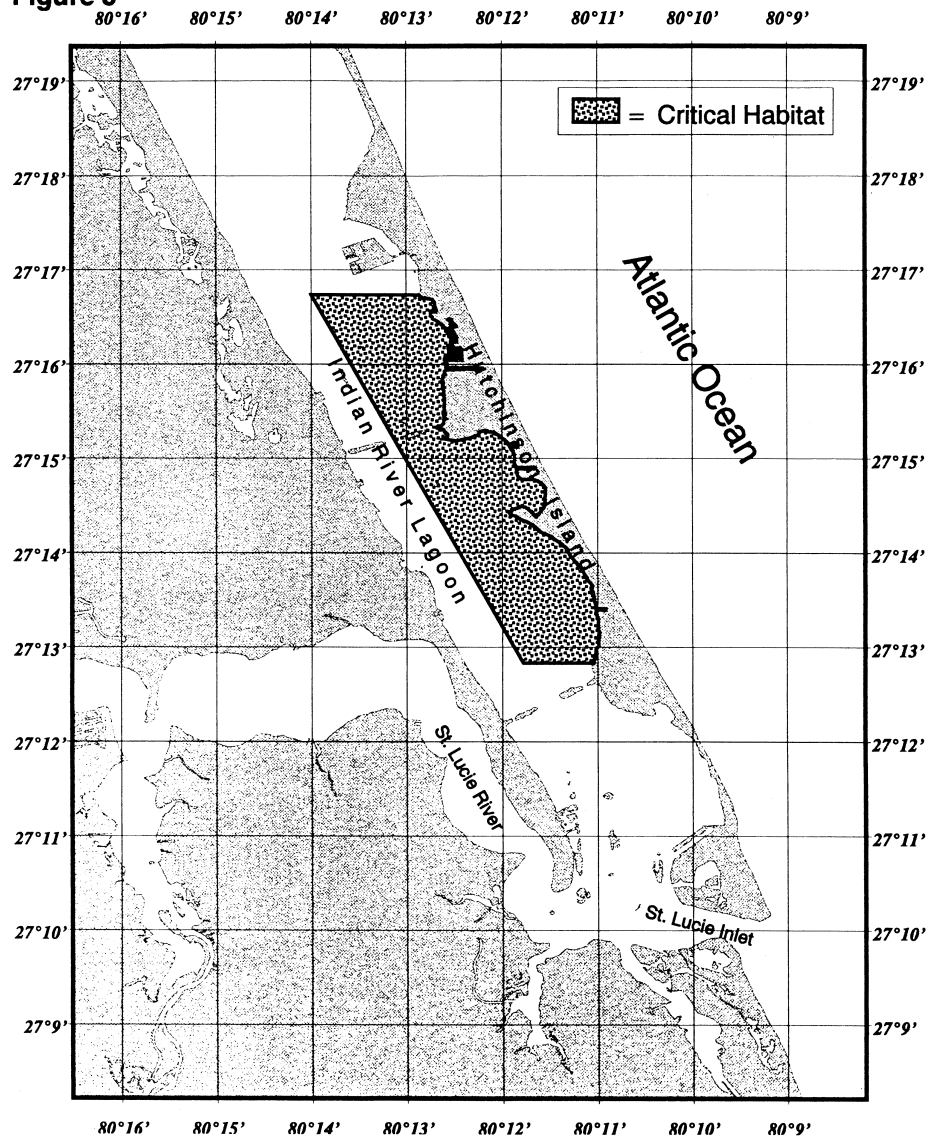 Figure 3
80°16' 80°15' 80°14' 80°13' 80°12' 80°11' 80°10' 80°9'
27°19' 27°19'
= Critical Habitat
27°18' 27°18'
27°17' 27°17'
Atlantic Ocean
27°16' 27°16'
Hutchinson Island
Indian River Lagoon
27°15' 27°15'
27°14' 27°14'
27°13' 27°13'
27°12' 27°12'
St. Lucie River
27°11' 27°11'
St. Lucie Inlet
27°10' 27°10'
27°9' 27°9'
80°16' 80°15' 80°14' 80°13' 80°12' 80°11' 80°10' 80°9'